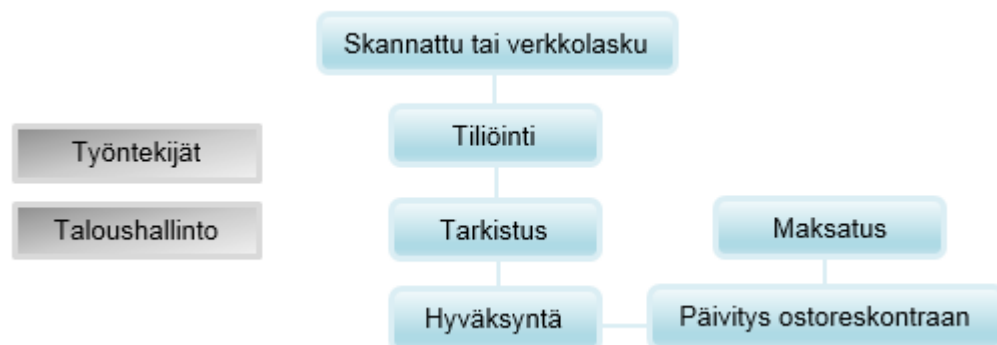 Skannattu tai verkkolasku
Tiliöinti
Työntekijät
Taloushallinto
Tarkistus
Maksatus
Hyväksyntä
Päivitys ostoreskontraan